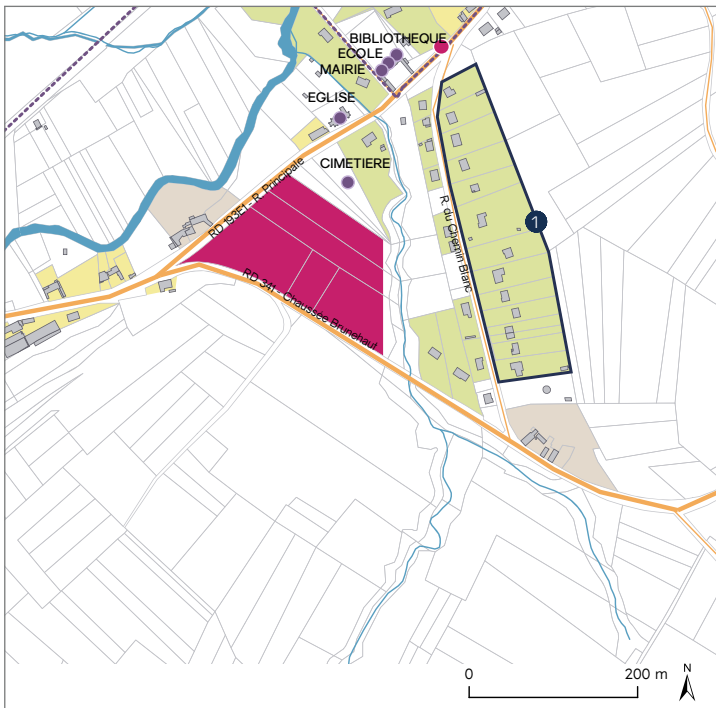 BIBLIOTHEQUE
ECOLE
MAIRIE
EGLISE
CIMETIERE
RD 193E1 - R. Principale
R. du Chemin Blanc
1
RD 341 - Chaussée Brunehaut
0
200 m
N